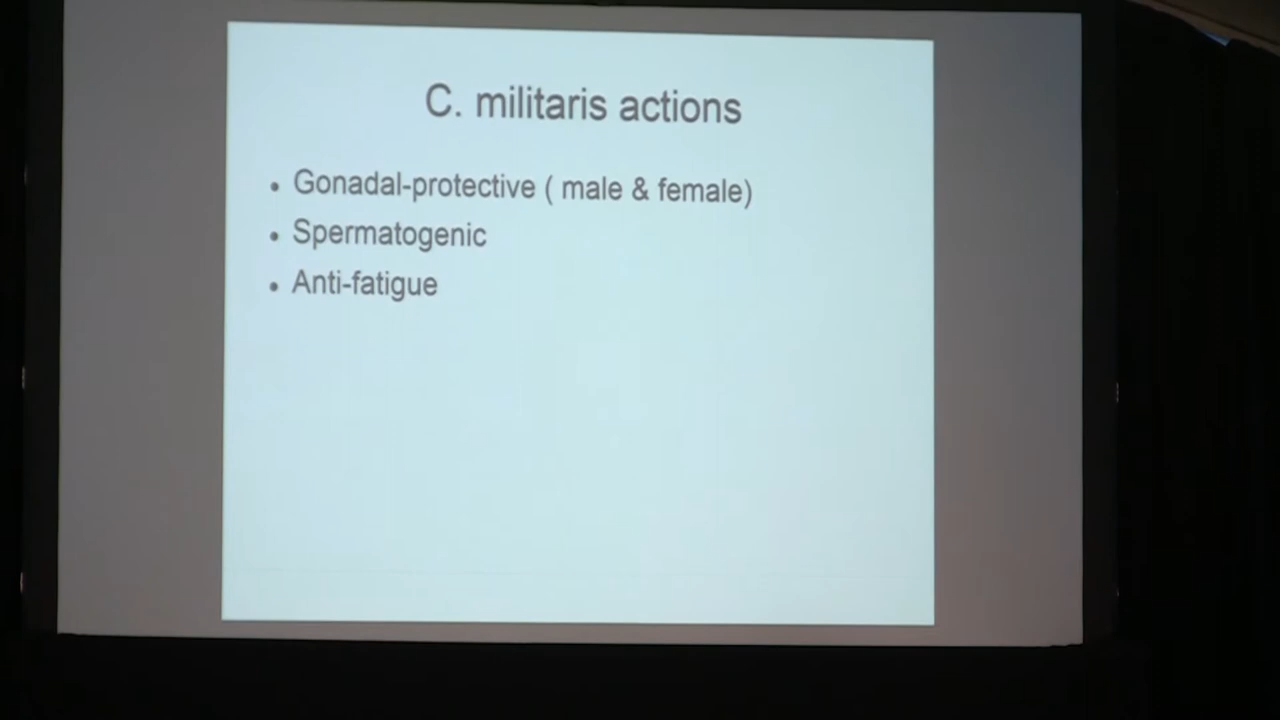 C. militaris actions
• Gonadal-protective ( male & female)
• Spermatogenic
• Anti-fatigue